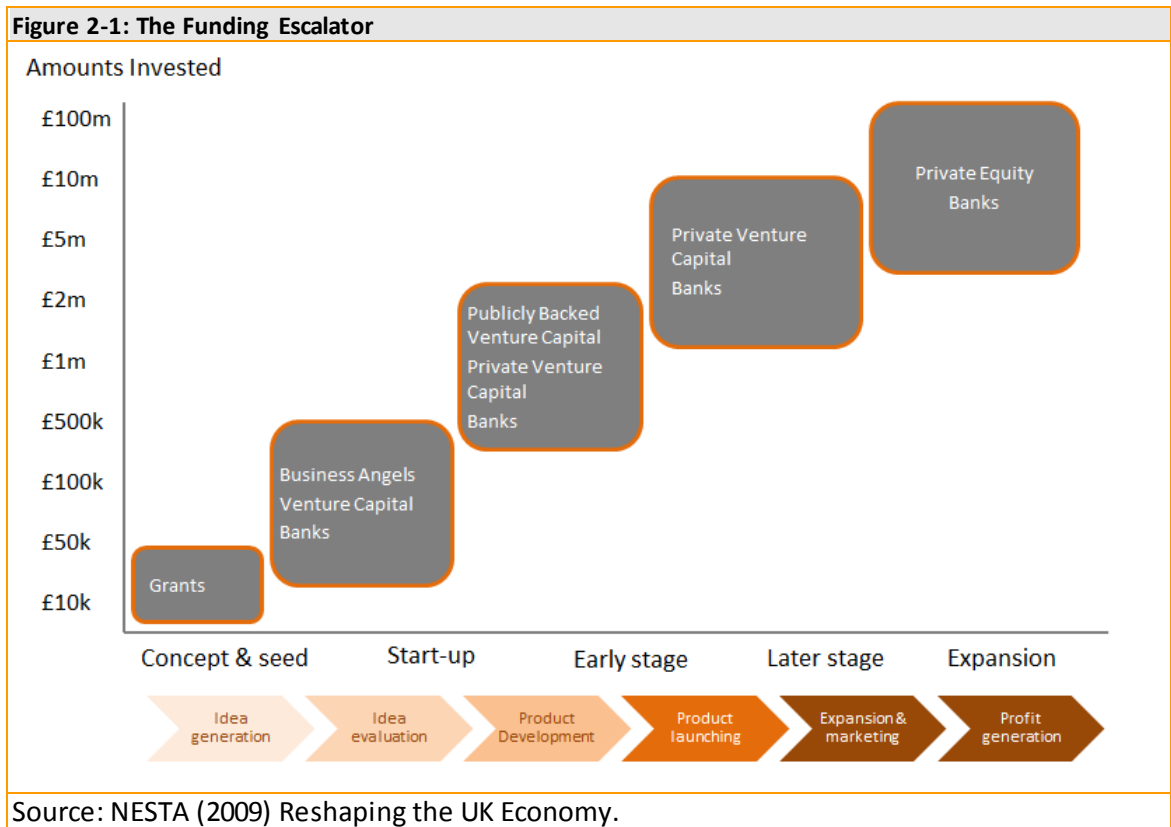 Figure 2-1: The Funding Escalator
Amounts Invested
£100m
£10m
£5m
£2m
£1m
£500k
£100k
£50k
£10k
Grants
Business Angels
Venture Capital
Banks
Publicly Backed
Venture Capital
Private Venture
Capital
Banks
Private Venture
Capital
Banks
Private Equity
Banks
Concept & seed
Start-up
Early stage
Later stage
Expansion
Idea
generation
Idea
evaluation
Product
Development
Product
launching
Expansion &
marketing
Profit
generation
Source: NESTA (2009) Reshaping the UK Economy.